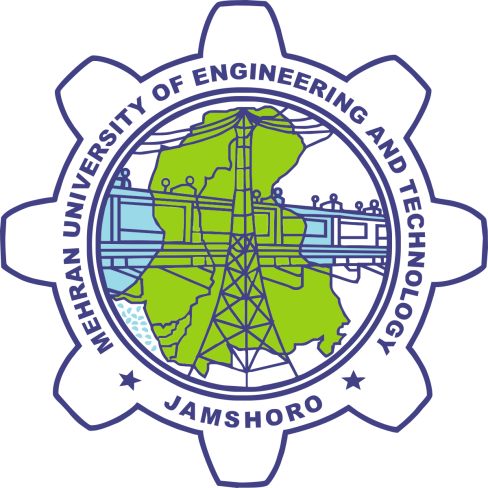 MEHRAN UNIVERSITY OF ENGINEERING AND TECHNOLOGY
JAMSHORO